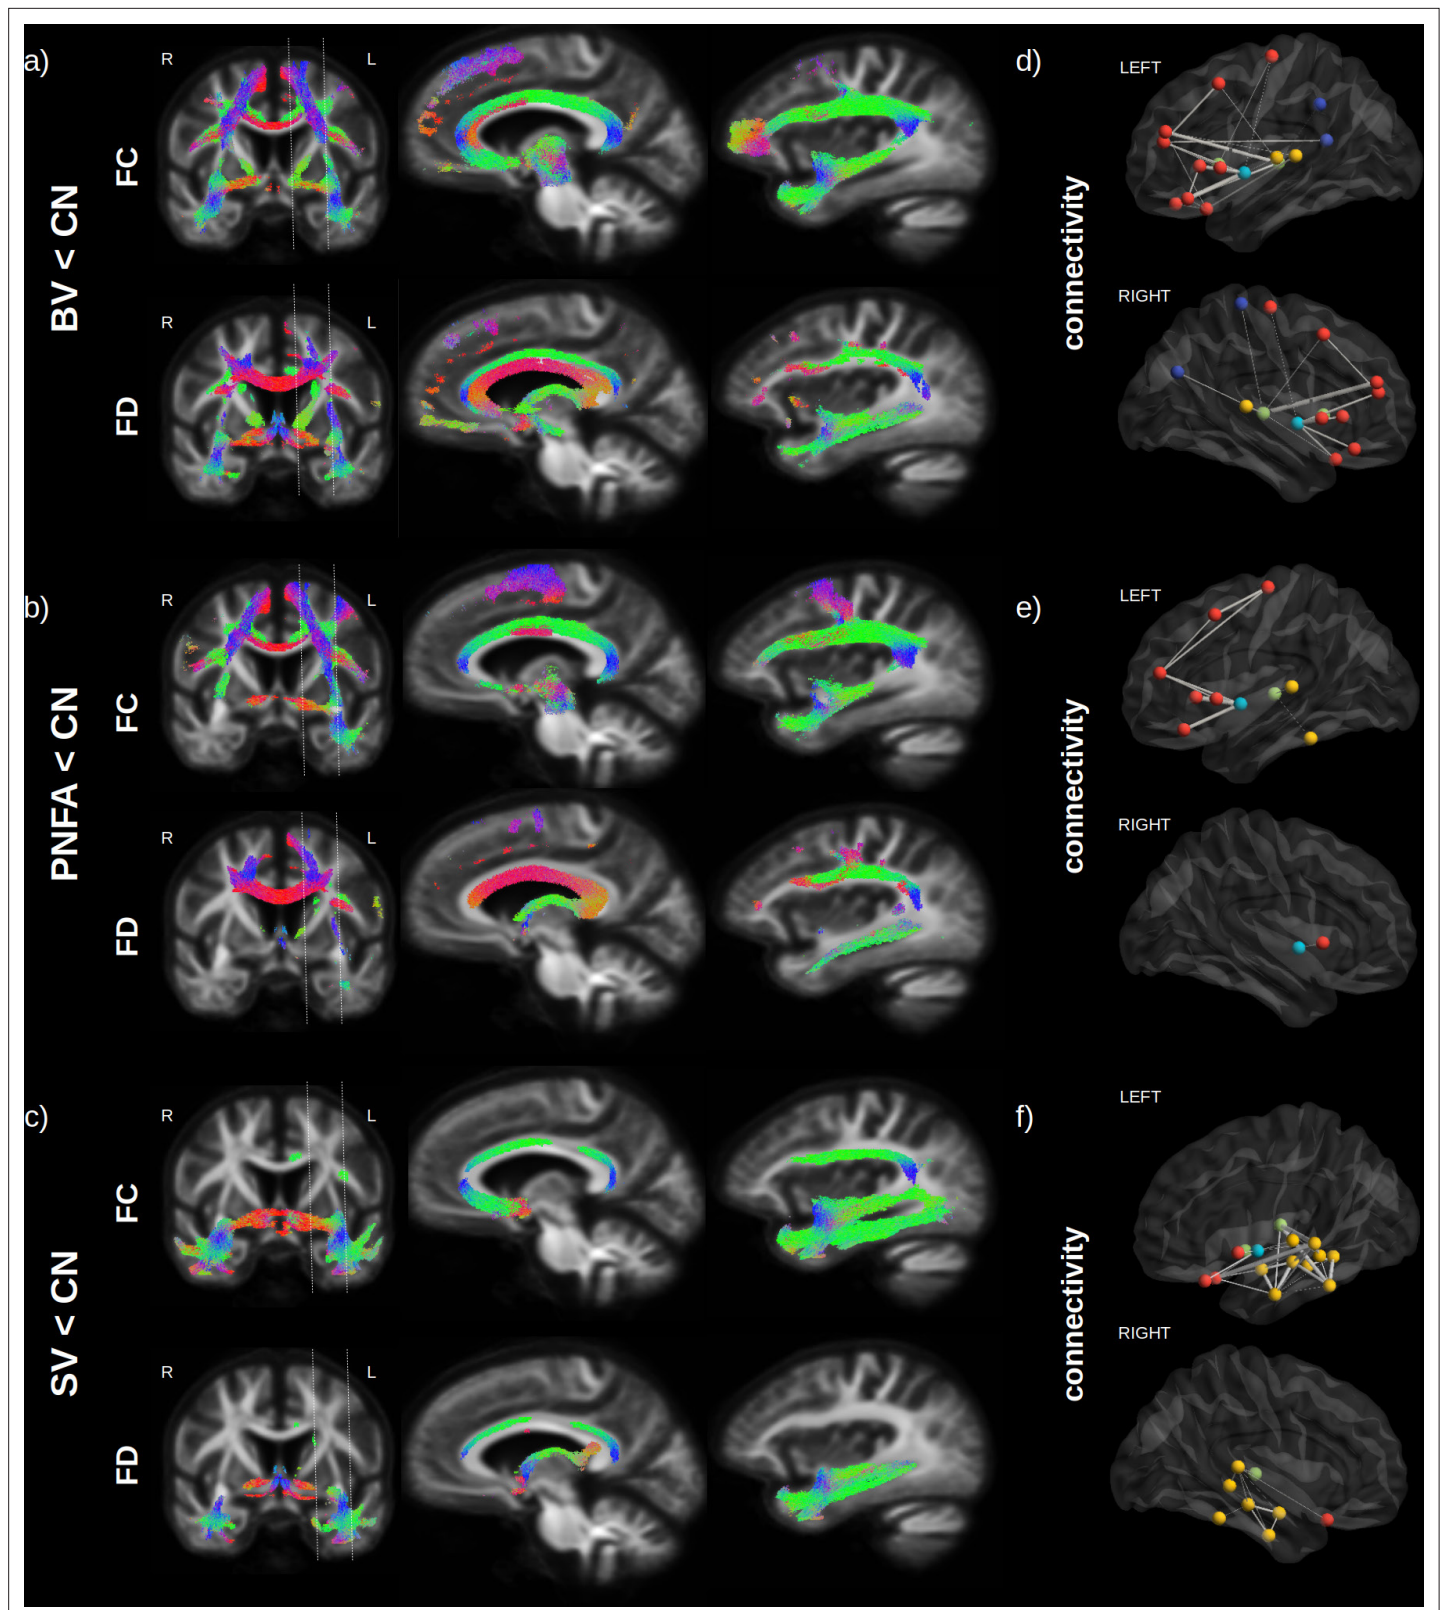 a)
R
L
BV < CN
FC
R
L
FD
d)
LEFT
connectivity
RIGHT
b)
R
L
PNFA < CN
FC
R
L
FD
e)
LEFT
connectivity
RIGHT
c)
R
L
SV < CN
FC
R
L
FD
f)
LEFT
connectivity
RIGHT